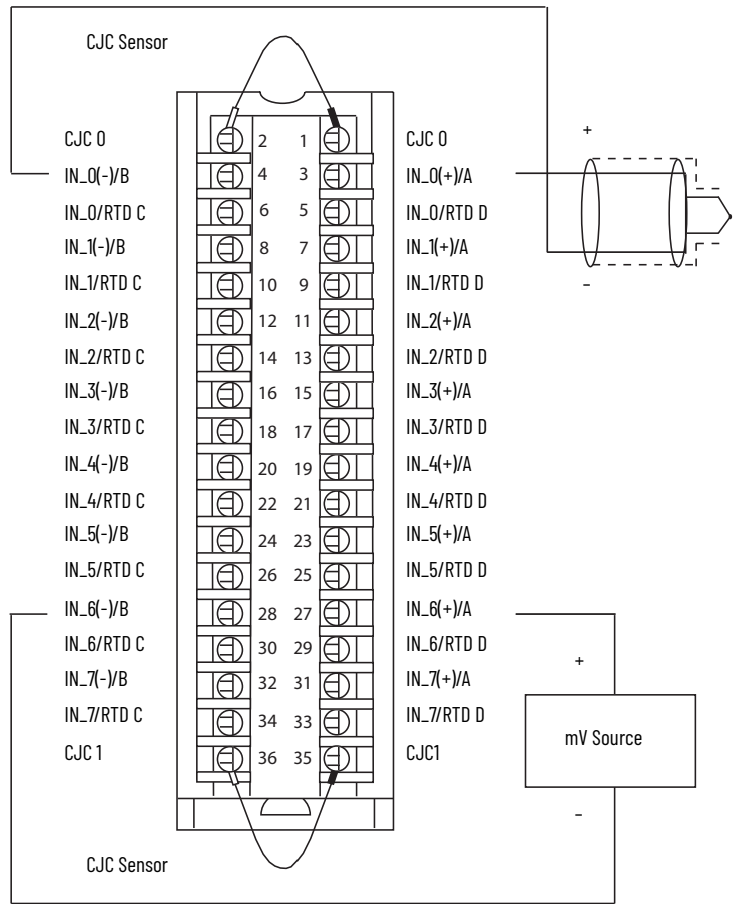 CJC Sensor
CJC 0 2 1 CJC 0 +
IN_0(-)/B 4 3 IN_0(+)/A
IN_0/RTD C 6 5 IN_0/RTD D
IN_1(-)/B 8 7 IN_1(+)/A
IN_1/RTD C 10 9 IN_1/RTD D -
IN_2(-)/B 12 11 IN_2(+)/A
IN_2/RTD C 14 13 IN_2/RTD D
IN_3(-)/B 16 15 IN_3(+)/A
IN_3/RTD C 18 17 IN_3/RTD D
IN_4(-)/B 20 19 IN_4(+)/A
IN_4/RTD C 22 21 IN_4/RTD D
IN_5(-)/B 24 23 IN_5(+)/A
IN_5/RTD C 26 25 IN_5/RTD D
IN_6(-)/B 28 27 IN_6(+)/A
IN_6/RTD C 30 29 IN_6/RTD D
+
IN_7(-)/B 32 31 IN_7(+)/A
IN_7/RTD C 34 33 IN_7/RTD D
mV Source
CJC 1 36 35 CJC1
-
CJC Sensor